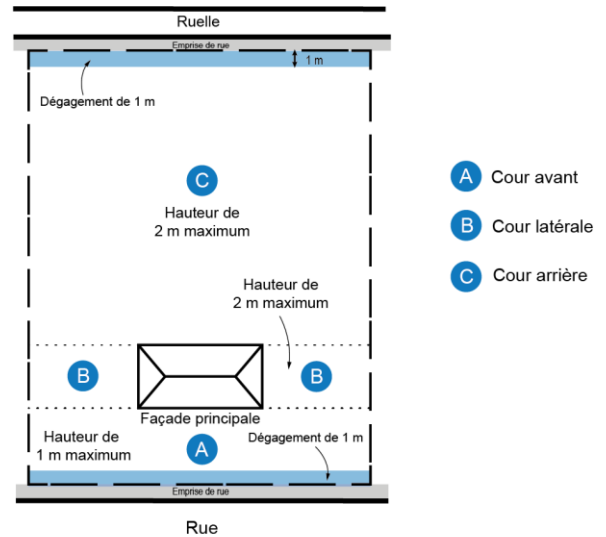 Ruelle
Emprise de rue
1 m
Dégagement de 1 m
C
Hauteur de
2 m maximum
A Cour avant
B Cour latérale
C Cour arrière
Hauteur de
2 m maximum
B
B
Façade principale
Hauteur de
1 m maximum
A
Dégagement de 1 m
Emprise de rue
Rue